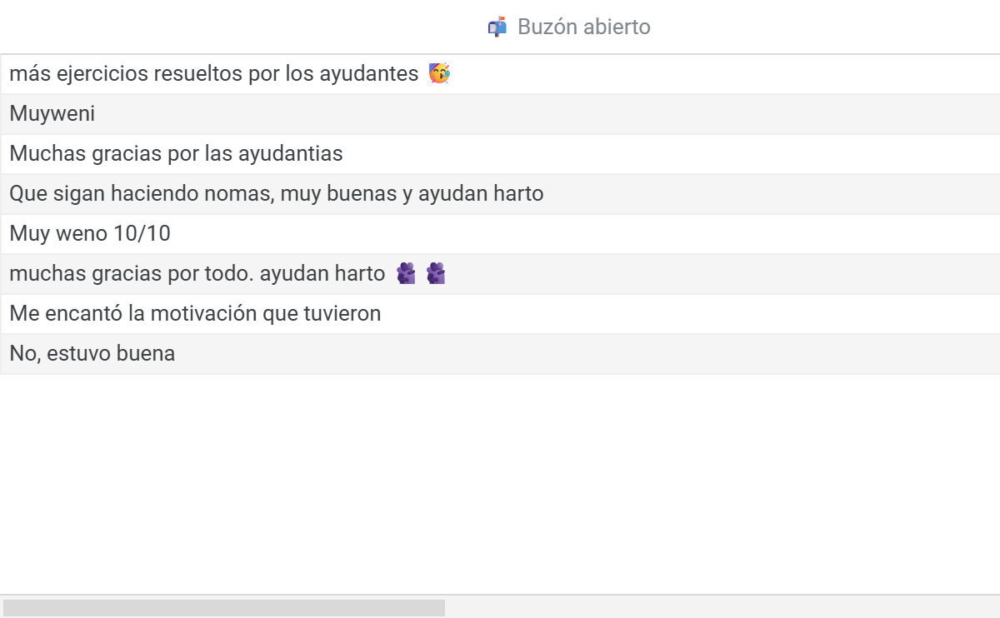 📬 Buzón abierto
más ejercicios resueltos por los ayudantes 🥳
Muyweni
Muchas gracias por las ayudantias
Que sigan haciendo nomas, muy buenas y ayudan harto
Muy weno 10/10
muchas gracias por todo. ayudan harto 🫂 🫂
Me encantó la motivación que tuvieron
No, estuvo buena